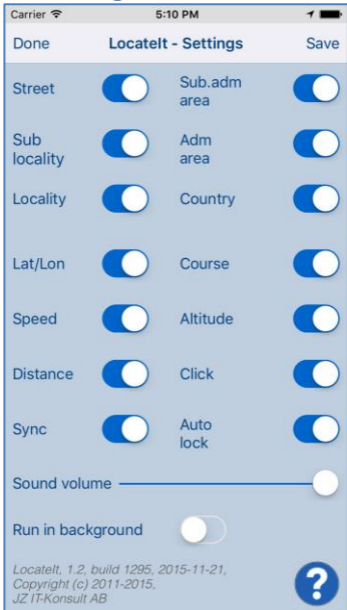 Carrier 5:10 PM
Done LocateIt - Settings Save
Street Sub.adm
area
Sub
locality Adm
area
Locality Country
Lat/Lon Course
Speed Altitude
Distance Click
Sync Auto
lock
Sound volume
Run in background
LocateIt, 1.2, build 1295, 2015-11-21,
Copyright (c) 2011-2015,
JZ IT-Konsult AB
?